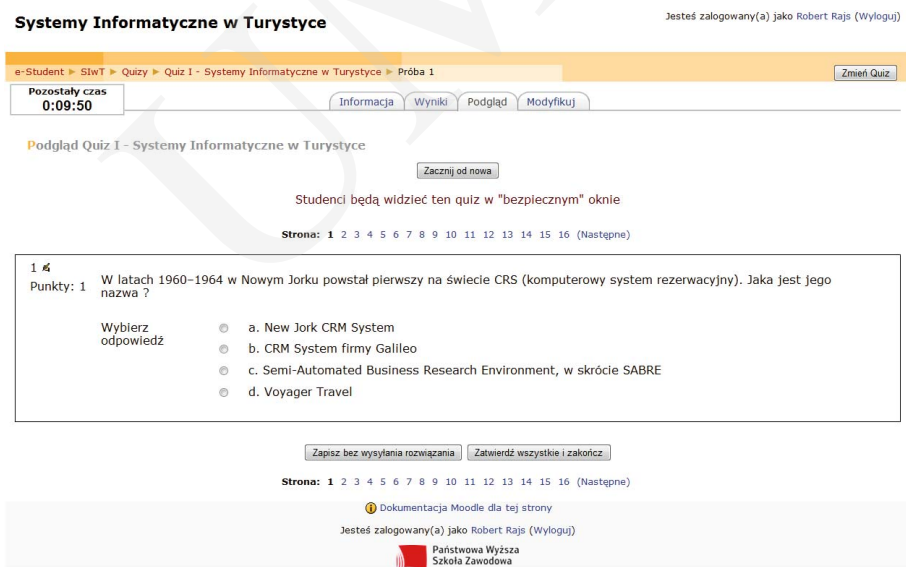 Systemy Informatyczne w Turystyce
Jesteś zalogowany(a) jako Robert Rajs (Wyloguj)
e-Student ► SIwT ► Quizy ► Quiz I - Systemy Informatyczne w Turystyce ► Próba 1
Zmień Quiz
Pozostały czas
0:09:50
Informacja Wyniki Podgląd Modyfikuj
Podgląd Quiz I - Systemy Informatyczne w Turystyce
Zacznij od nowa
Studenci będą widzieć ten quiz w "bezpiecznym" oknie
Strona: 1 2 3 4 5 6 7 8 9 10 11 12 13 14 15 16 (Następne)
1
Punkty: 1
W latach 1960–1964 w Nowym Jorku powstał pierwszy na świecie CRS (komputerowy system rezerwacyjny). Jaka jest jego
nazwa ?
Wybierz
odpowiedź
a. New Jork CRM System
b. CRM System firmy Galileo
c. Semi-Automated Business Research Environment, w skrócie SABRE
d. Voyager Travel
Zapisz bez wysyłania rozwiązania Zatwierdź wszystkie i zakończ
Strona: 1 2 3 4 5 6 7 8 9 10 11 12 13 14 15 16 (Następne)
Dokumentacja Moodle dla tej strony
Jesteś zalogowany(a) jako Robert Rajs (Wyloguj)
Państwowa Wyższa
Szkoła Zawodowa